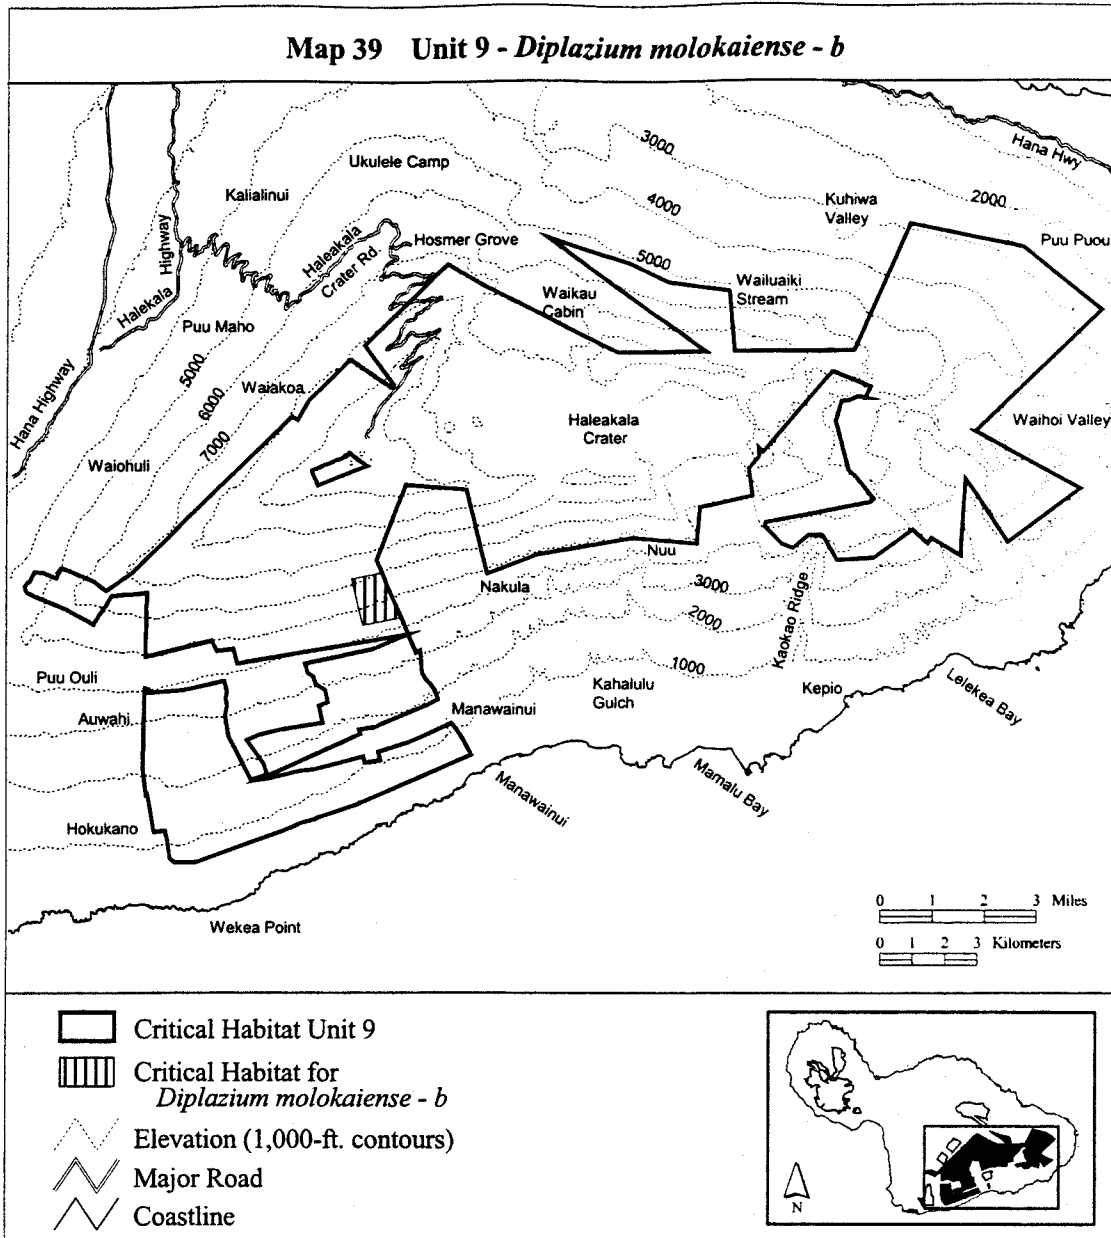 Map 39 Unit 9 - Diplazium molokaiense - b
Hana Hwy
3000
Ukulele Camp
2000
Kalialinui
4000
Kuhiwa
Valley
Highway
Hosmer Grove
Puu Puou
Haleakala
Crater Rd.
5000
Wailuaiki
Stream
Waikau
Cabin
Halekala
Puu Maho
5000
Waiakoa
6000
Hana Highway
Haleakala
Crater
Waihoi Valley
7000
Waiohuli
Nuu
Nakula
3000
2000
Kaokao Ridge
1000
Puu Ouli
Kahalulu
Gulch
Kepio
Lelekea Bay
Auwahi
Manawainui
Mamalu Bay
Manawainui
Hokukano
Wekea Point
0 1 2 3 Miles
0 1 2 3 Kilometers
Critical Habitat Unit 9
Critical Habitat for
Diplazium molokaiense - b
Elevation (1,000-ft. contours)
Major Road
Coastline
N